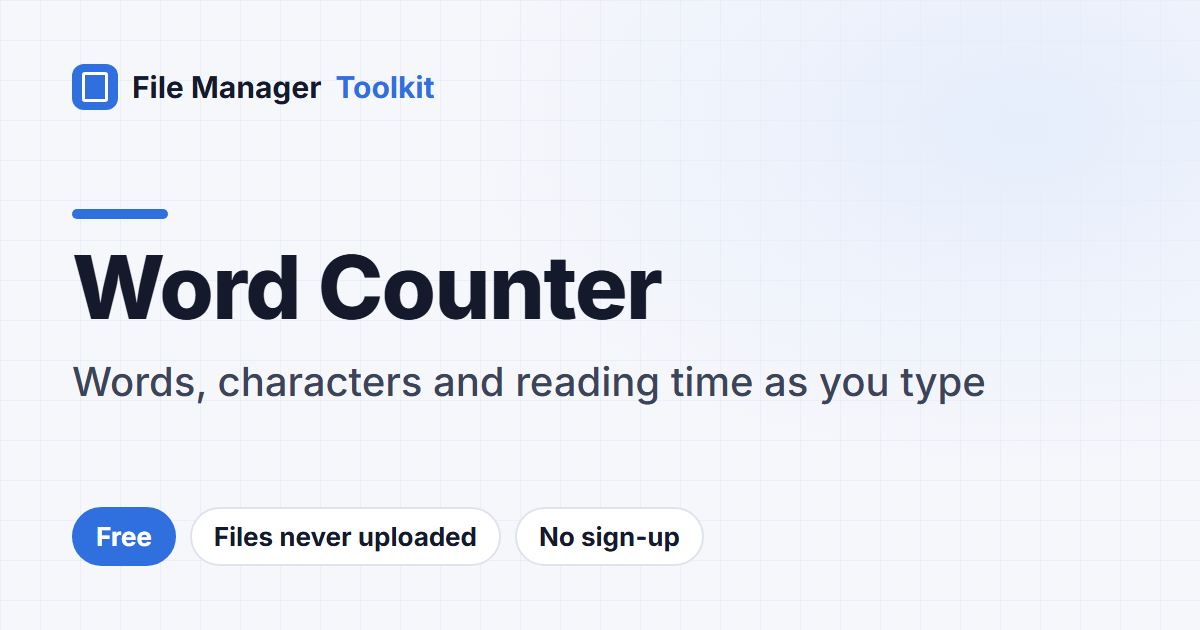 File Manager Toolkit
Word Counter
Words, characters and reading time as you type
Free
Files never uploaded
No sign-up